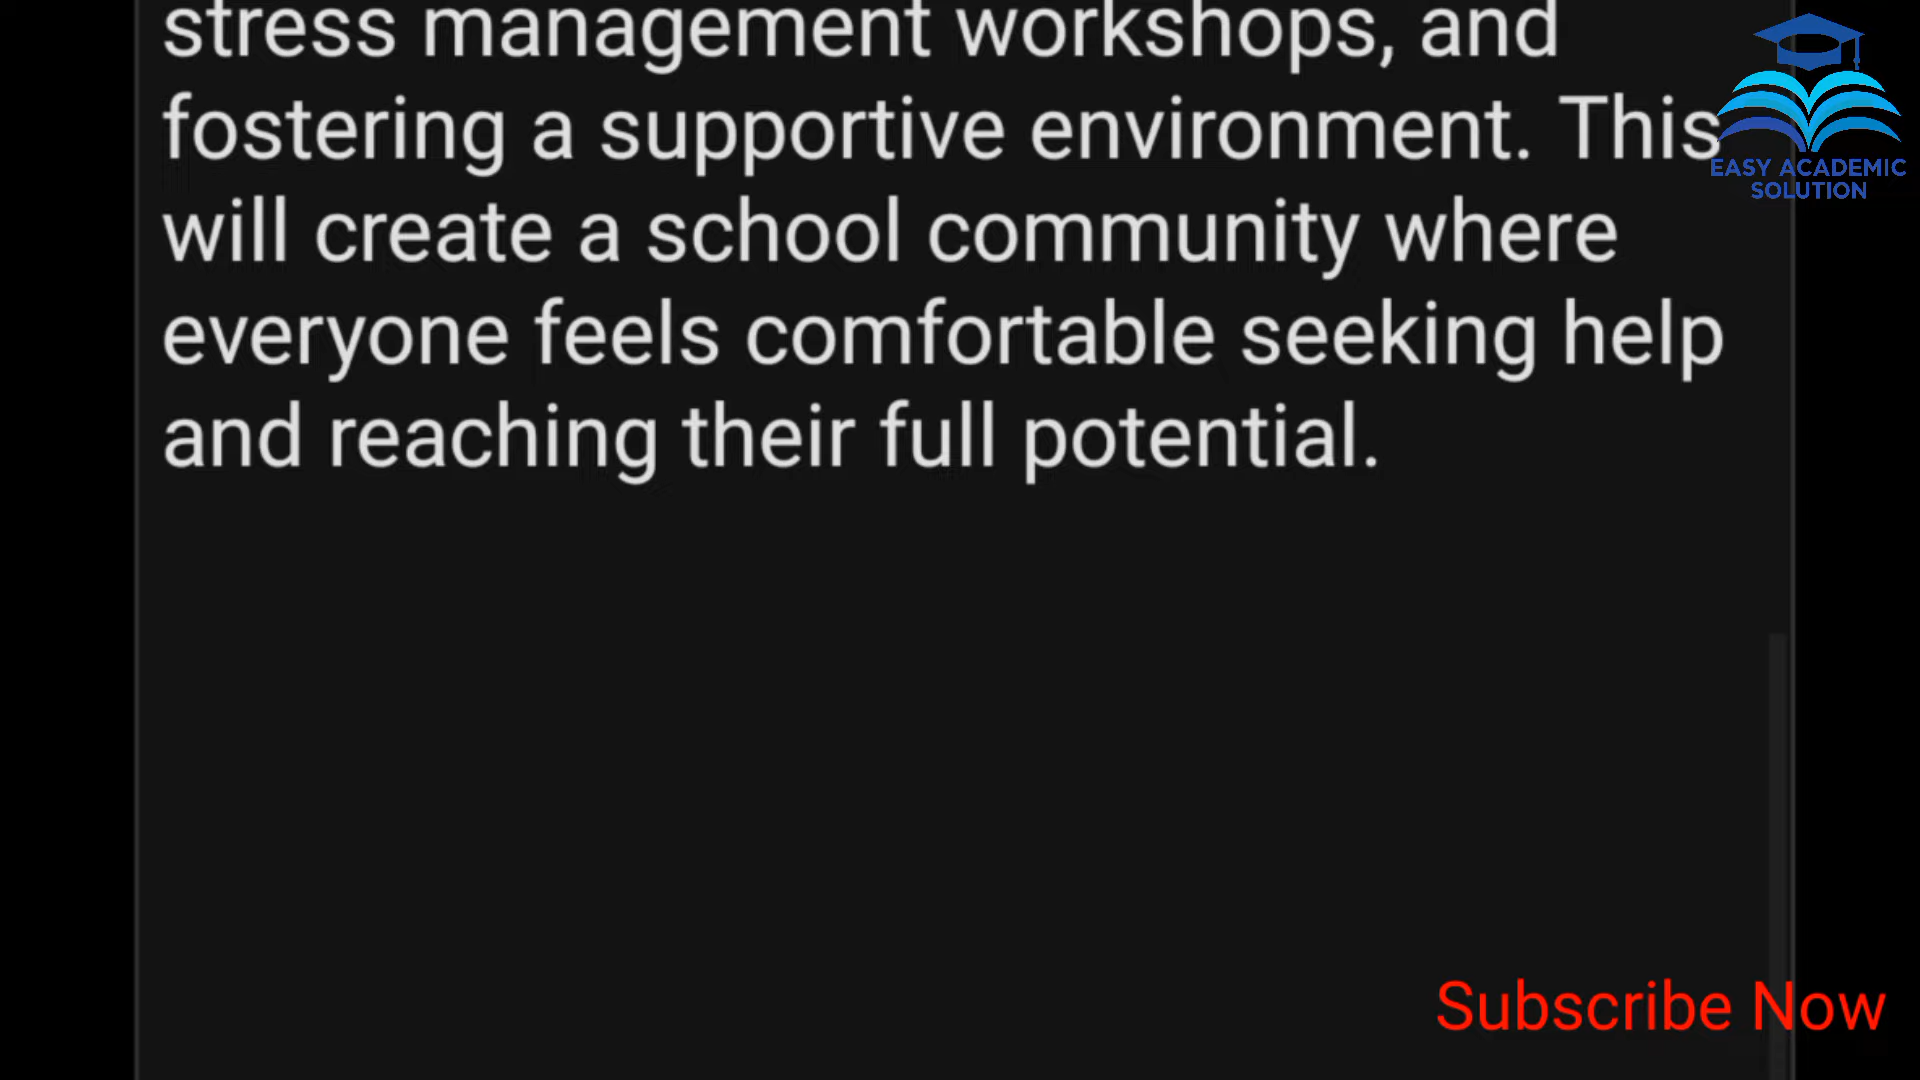 stress management workshops, and
fostering a supportive environment. This
will create a school community where
everyone feels comfortable seeking help
and reaching their full potential.
EASY ACADEMIC
SOLUTION
Subscribe Now